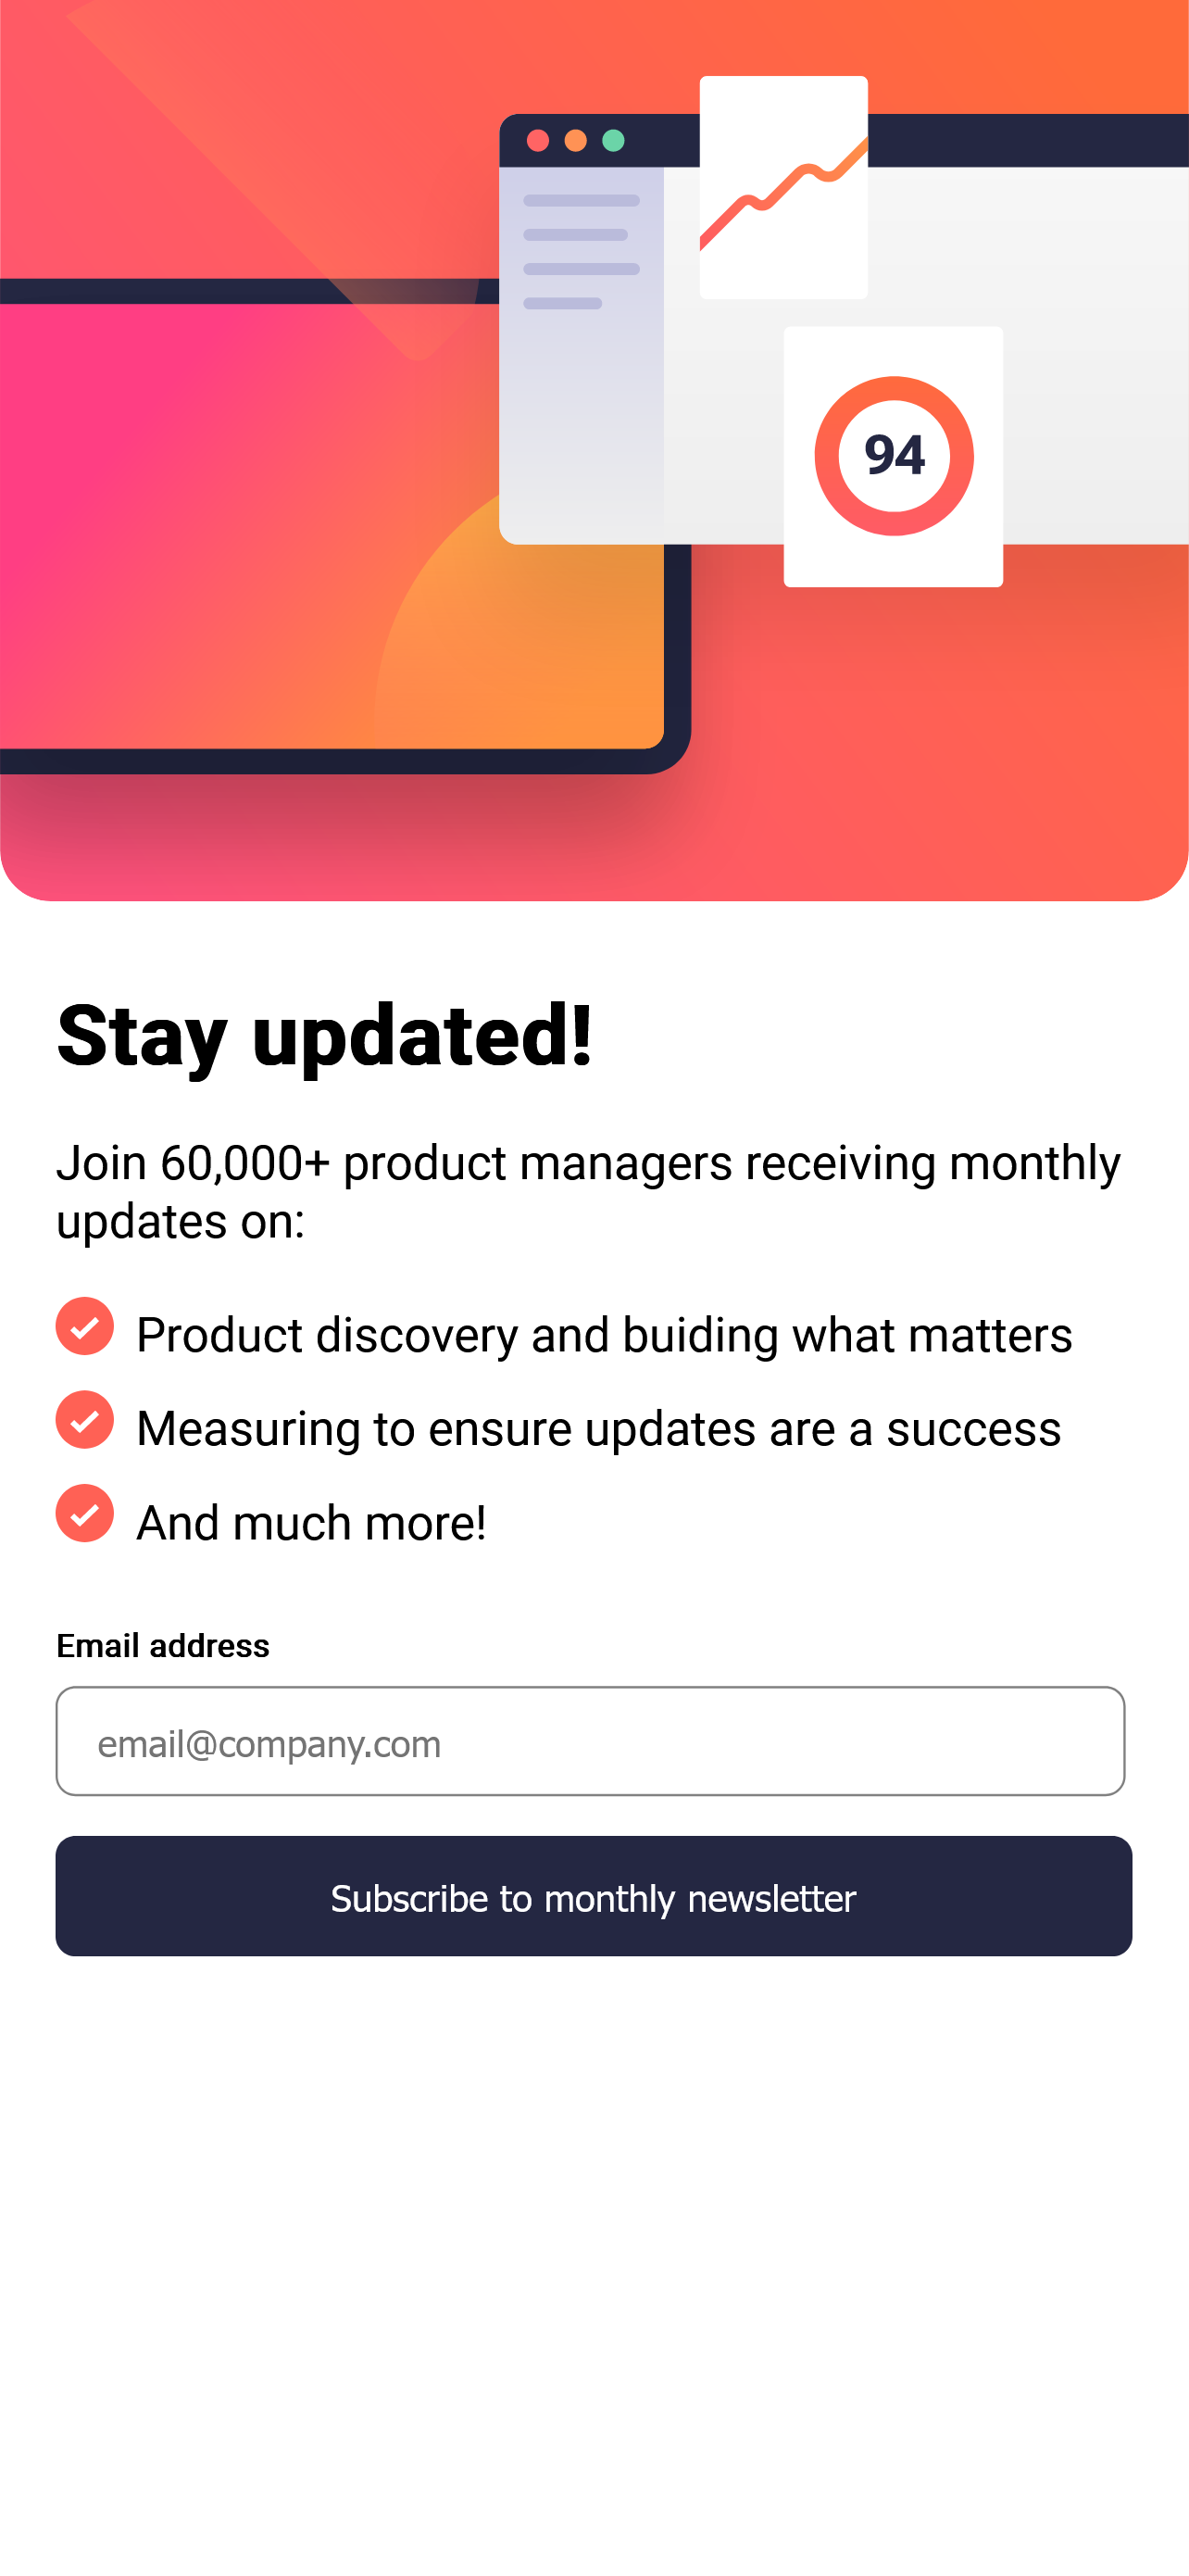 94
Stay updated!
Join 60,000+ product managers receiving monthly
updates on:
Product discovery and buiding what matters
Measuring to ensure updates are a success
And much more!
Email address
email@company.com
Subscribe to monthly newsletter